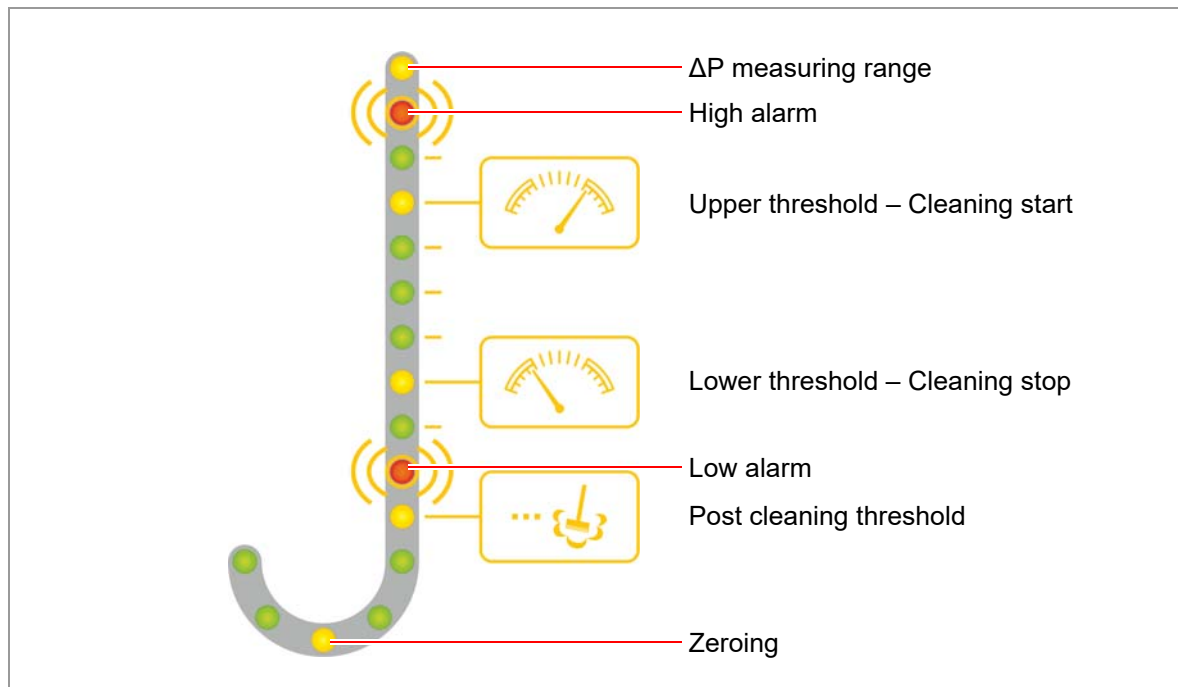 ΔP measuring range
High alarm
Upper threshold – Cleaning start
Lower threshold – Cleaning stop
Low alarm
Post cleaning threshold
Zeroing